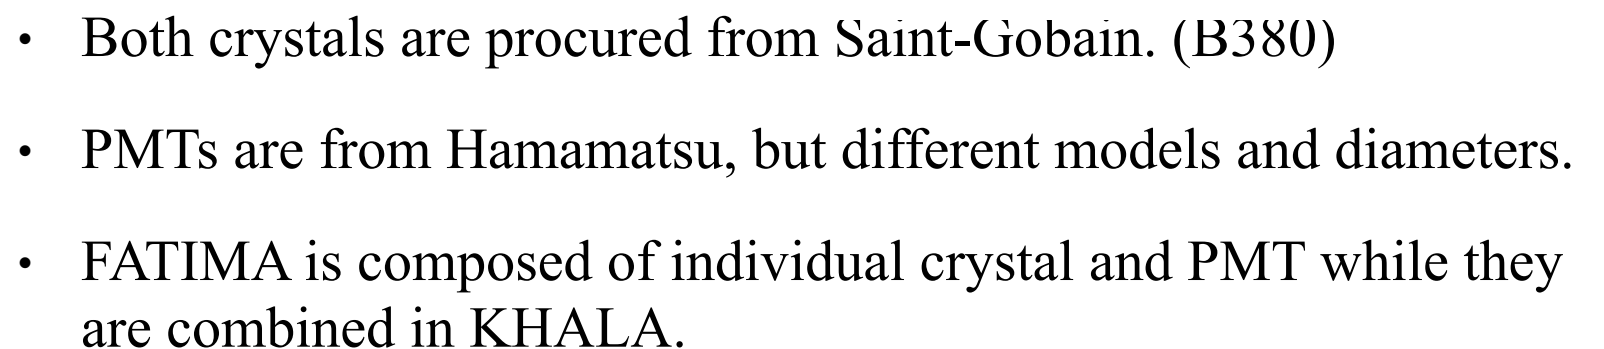 • Both crystals are procured from Saint-Gobain. (B380)
• PMTs are from Hamamatsu, but different models and diameters.
• FATIMA is composed of individual crystal and PMT while they
are combined in KHALA.